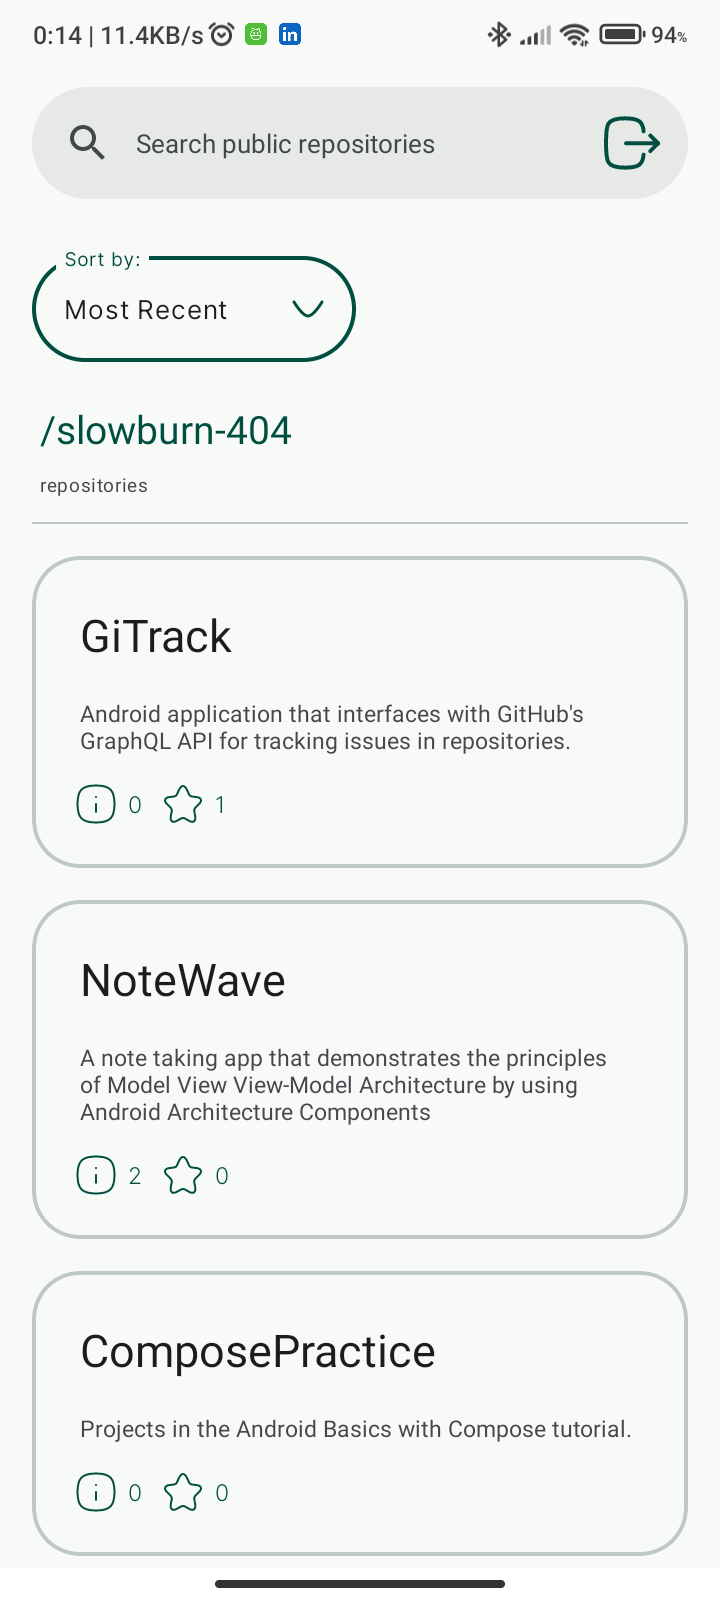 0:14 | 11.4KB/s in 94%
Search public repositories
Sort by:
Most Recent
/slowburn-404
repositories
GiTrack
Android application that interfaces with GitHub's
GraphQL API for tracking issues in repositories.
i 0 1
NoteWave
A note taking app that demonstrates the principles
of Model View View-Model Architecture by using
Android Architecture Components
i 2 0
ComposePractice
Projects in the Android Basics with Compose tutorial.
i 0 0